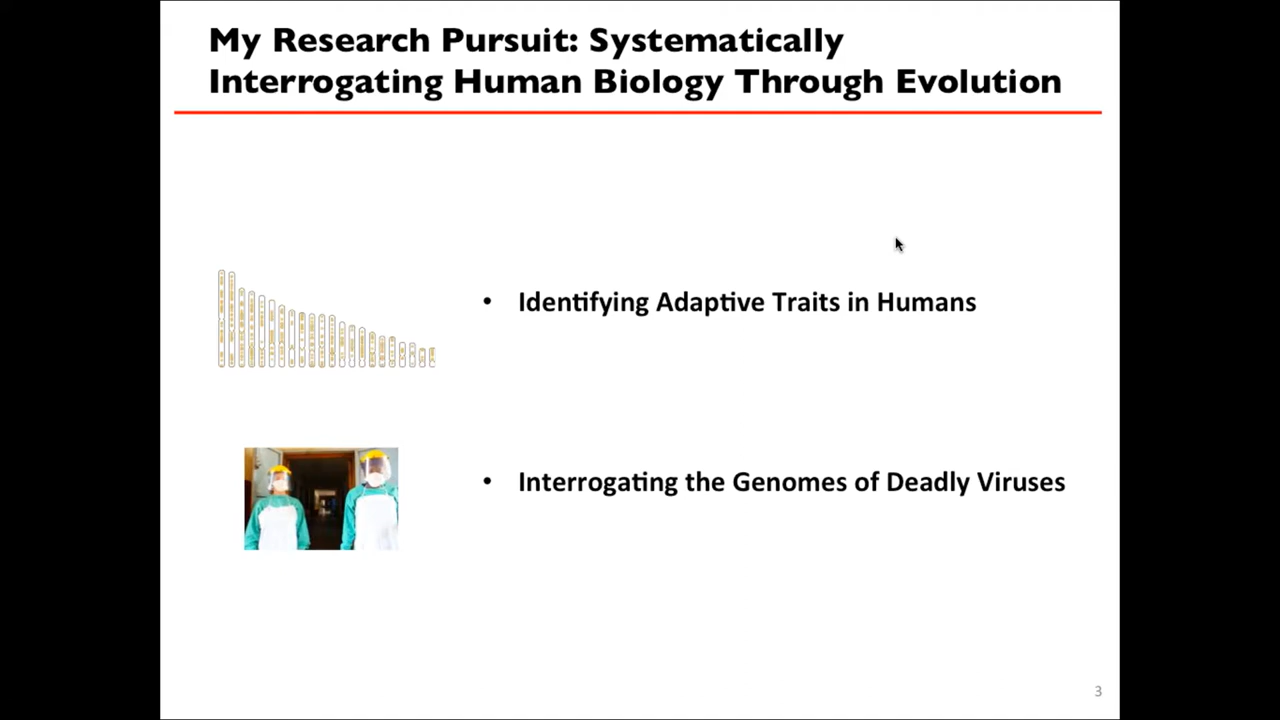 My Research Pursuit: Systematically
Interrogating Human Biology Through Evolution
• Identifying Adaptive Traits in Humans
• Interrogating the Genomes of Deadly Viruses
3